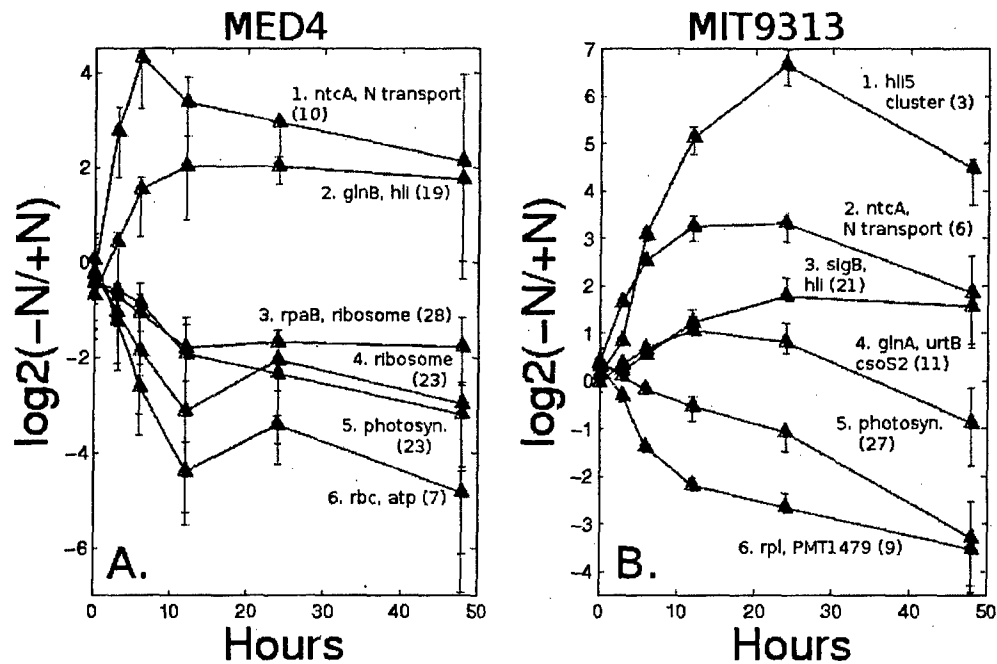 MED4
MIT9313
log2(-N/+N)
4
2
0
-2
-4
-6
1. ntcA, N transport
(10)
2. glnB, hli (19)
3. rpaB, ribosome (28)
4. ribosome
(23)
5. photosyn.
(23)
6. rbc, atp (7)
A.
0 10 20 30 40 50
Hours
log2(-N/+N)
7
6
5
4
3
2
1
0
-1
-2
-3
-4
1. hli5
cluster (3)
2. ntcA,
N transport (6)
3. sigB,
hli (21)
4. glnA, urtB
csoS2 (11)
5. photosyn.
(27)
6. rpl, PMT1479 (9)
B.
0 10 20 30 40 50
Hours